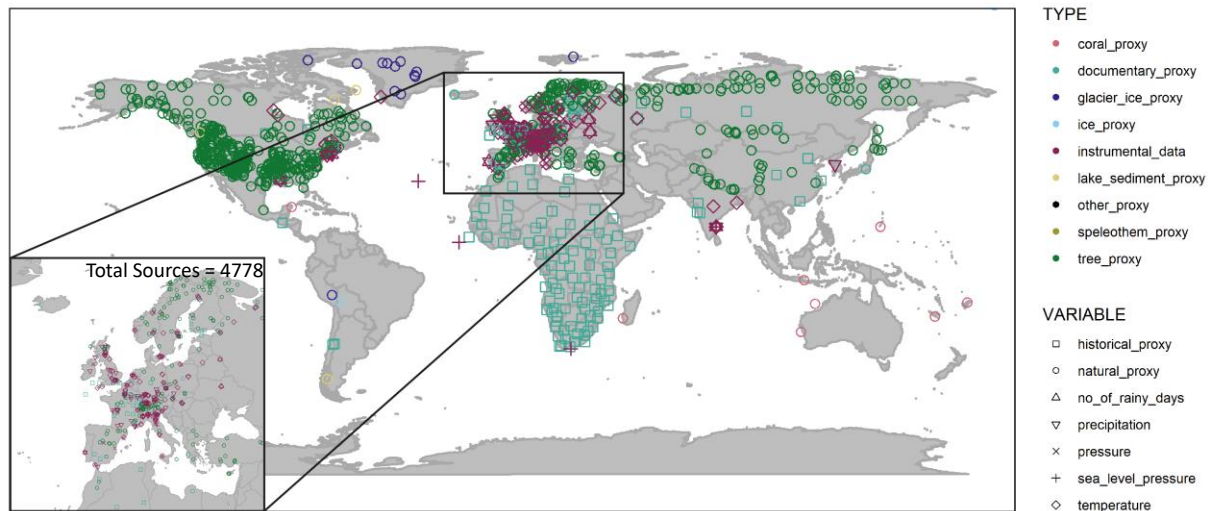 TYPE
coral_proxy
documentary_proxy
glacier_ice_proxy
ice_proxy
instrumental_data
lake_sediment_proxy
other_proxy
speleothem_proxy
tree_proxy
Total Sources = 4778
VARIABLE
historical_proxy
natural_proxy
no_of_rainy_days
precipitation
pressure
sea_level_pressure
temperature